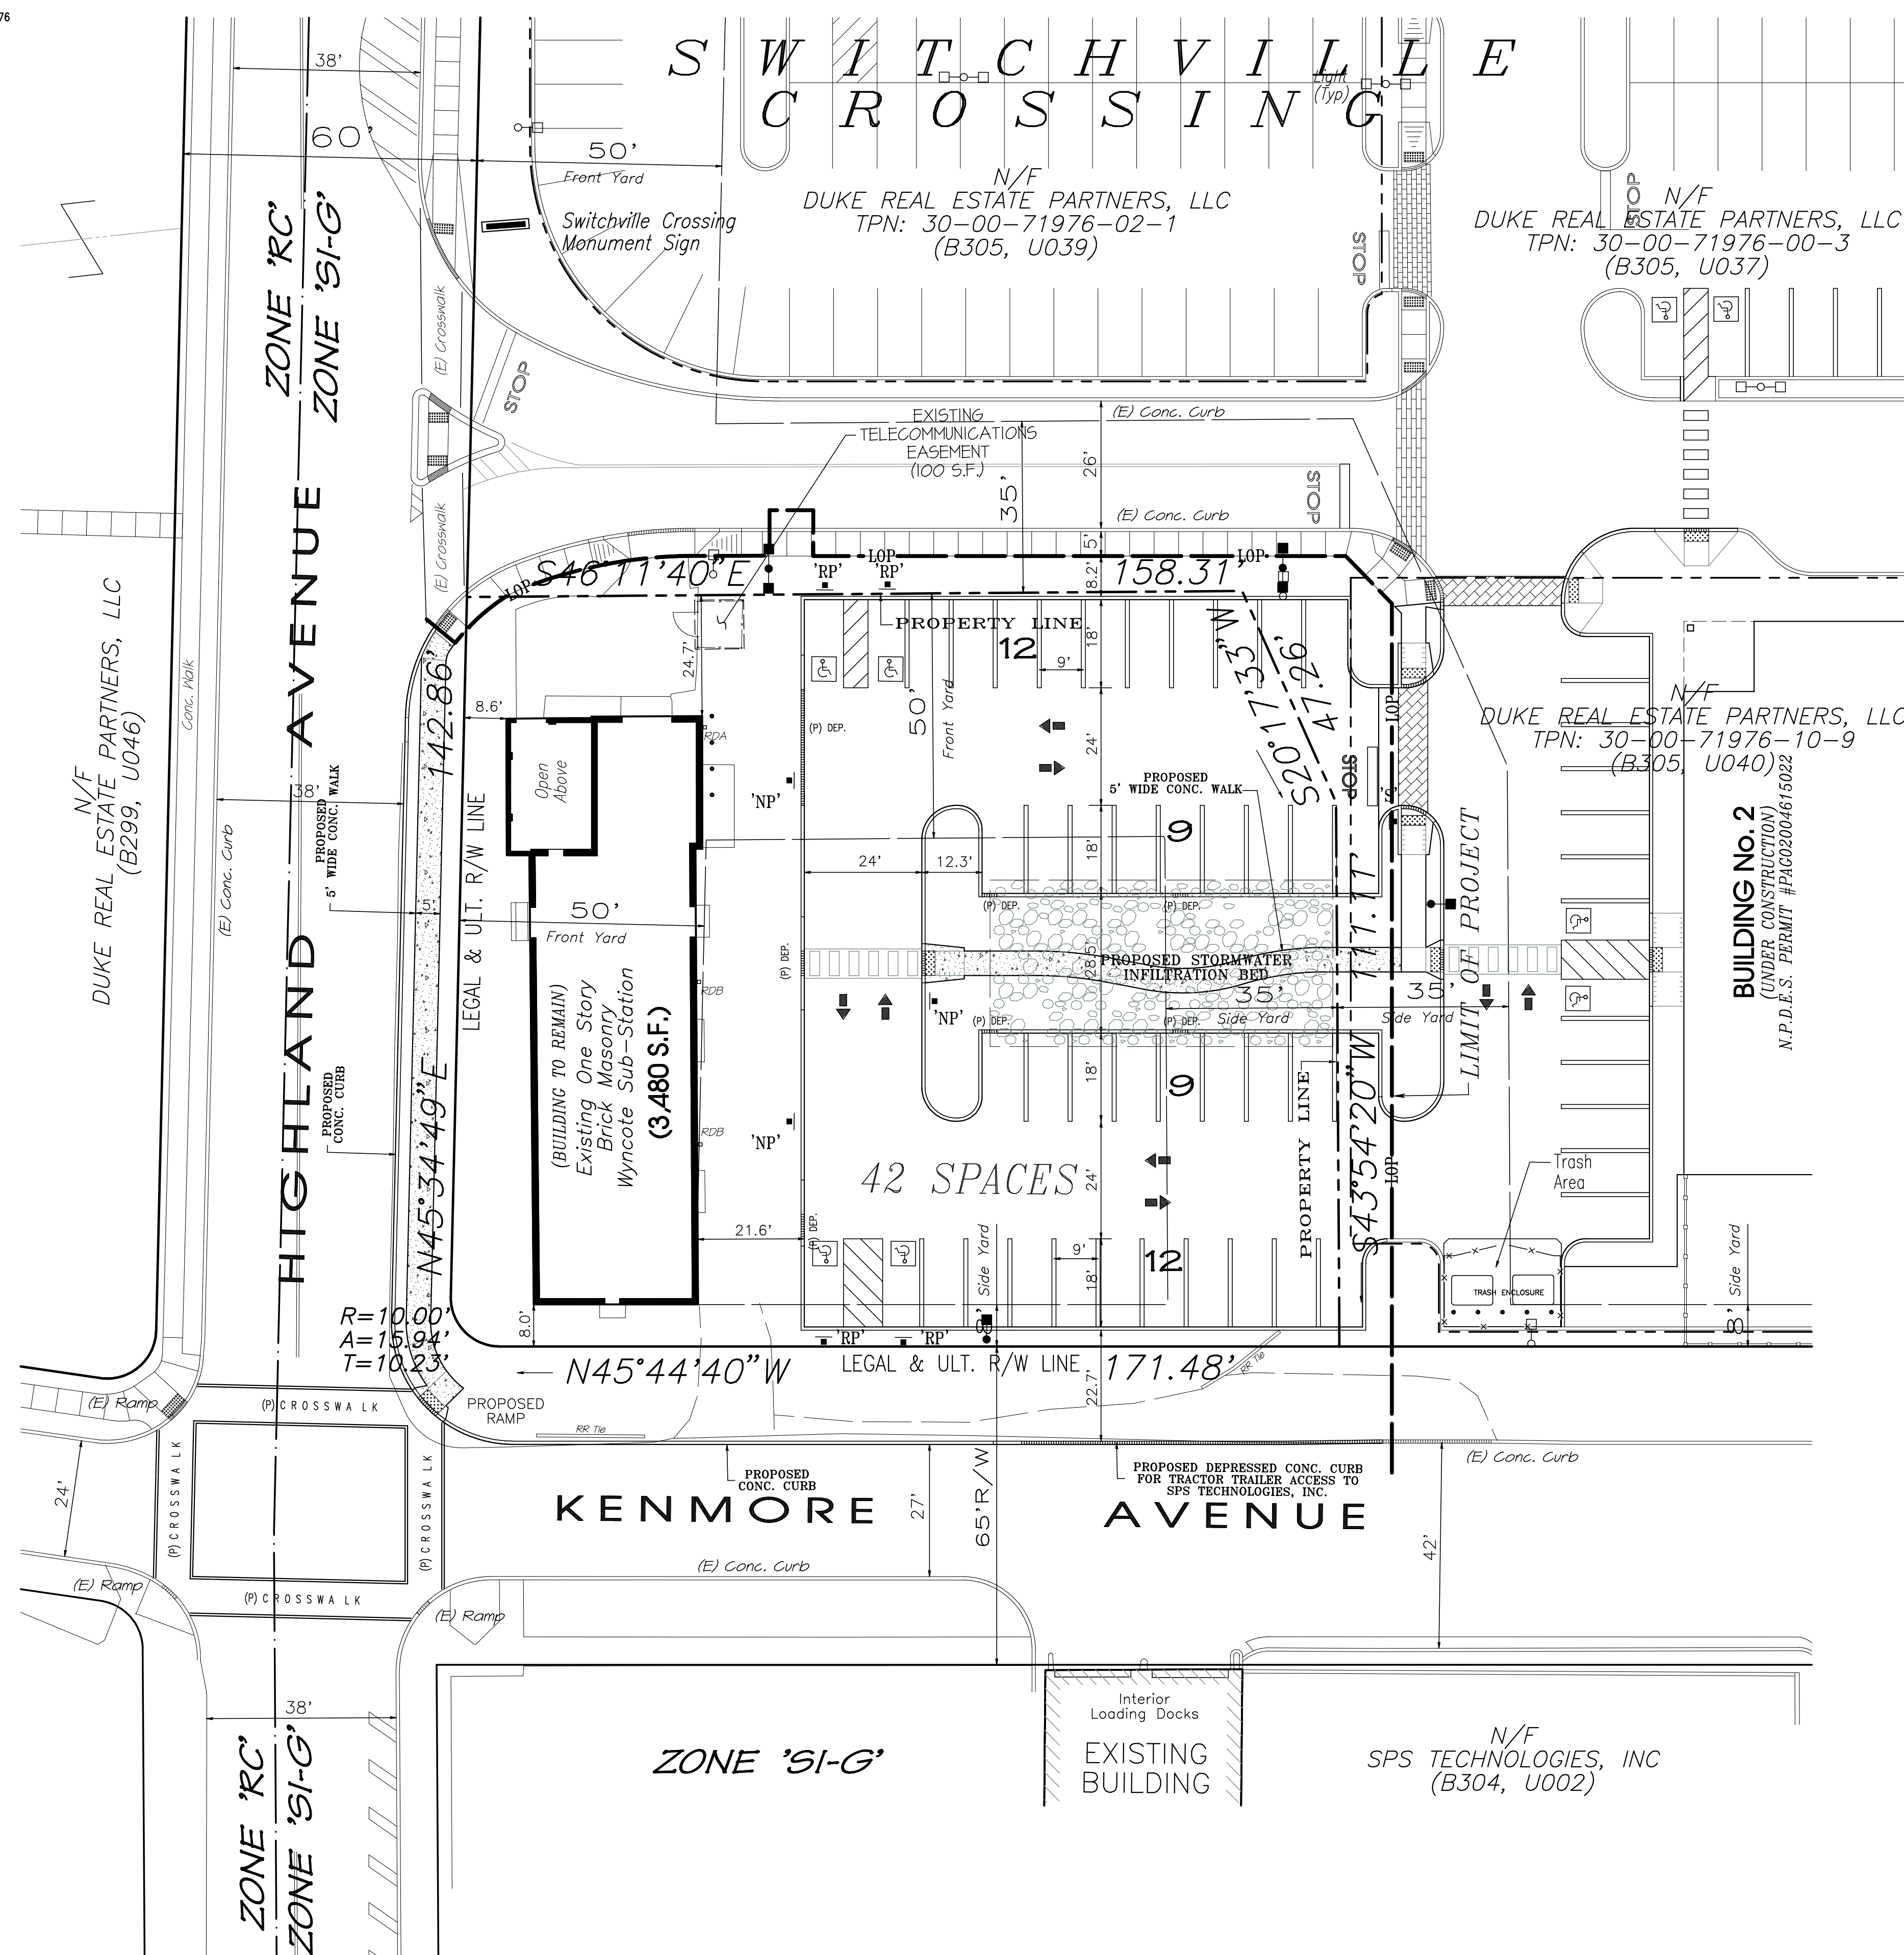 76
SWITCHVILLE
CROSSING
38'
60'
50'
Front Yard
Light
(Typ)
ZONE 'RC'
ZONE 'SI-G'
Switchville Crossing
Monument Sign
N/F
DUKE REAL ESTATE PARTNERS, LLC
TPN: 30-00-71976-02-1
(B305, U039)
N/F
DUKE REAL ESTATE PARTNERS, LLC
TPN: 30-00-71976-00-3
(B305, U037)
STOP
STOP
STOP
STOP
STOP
(E) Crosswalk
(E) Crosswalk
EXISTING
TELECOMMUNICATIONS
EASEMENT
(100 S.F.)
(E) Conc. Curb
26'
35'
(E) Conc. Curb
5'
8.2'
LOP
LOP
LOP
S46°11'40"E
158.31'
'RP'
'RP'
PROPERTY LINE
12
18'
9'
24.7'
S20°17'33"W
47.26'
142.86'
8.6'
50'
Front Yard
RDA
(P) DEP.
'NP'
24'
Open
Above
PROPOSED
5' WIDE CONC. WALK
'S'
LOP
N/F
DUKE REAL ESTATE PARTNERS, LLC
TPN: 30-00-71976-10-9
(B305, U040)
N/F
DUKE REAL ESTATE PARTNERS, LLC
(B299, U046)
Conc. Walk
(E) Conc. Curb
HIGHLAND AVENUE
38'
PROPOSED
5' WIDE CONC. WALK
5'
LEGAL & ULT. R/W LINE
9
18'
24'
12.3'
50'
Front Yard
(P) DEP.
(P) DEP.
(P) DEP.
28.5'
PROPOSED STORMWATER
INFILTRATION BED
35'
Side Yard
35'
Side Yard
111.11'
LIMIT OF PROJECT
BUILDING No. 2
(UNDER CONSTRUCTION)
N.P.D.E.S. PERMIT #PAG02004615022
RDB
'NP'
(P) DEP.
(P) DEP.
(BUILDING TO REMAIN)
Existing One Story
Brick Masonry
Wyncote Sub-Station
(3,480 S.F.)
PROPOSED
CONC. CURB
N45°34'49"E
RDB
'NP'
18'
9
PROPERTY LINE
S43°54'20"W
LOP
42 SPACES
24'
Trash
Area
21.6'
(P) DEP.
8' Side Yard
9'
12
18'
TRASH ENCLOSURE
8' Side Yard
R=10.00'
A=15.94'
T=10.23'
8.0'
'RP'
'RP'
N45°44'40"W
LEGAL & ULT. R/W LINE
171.48'
RR Tie
22.7'
(E) Ramp
(P) CROSSWALK
PROPOSED
RAMP
RR Tie
(E) Conc. Curb
24'
(P) CROSSWALK
(P) CROSSWALK
PROPOSED
CONC. CURB
PROPOSED DEPRESSED CONC. CURB
FOR TRACTOR TRAILER ACCESS TO
SPS TECHNOLOGIES, INC.
KENMORE AVENUE
27'
65'R/W
42'
(E) Conc. Curb
(E) Ramp
(P) CROSSWALK
(E) Ramp
38'
ZONE 'RC'
ZONE 'SI-G'
ZONE 'SI-G'
Interior
Loading Docks
EXISTING
BUILDING
N/F
SPS TECHNOLOGIES, INC
(B304, U002)